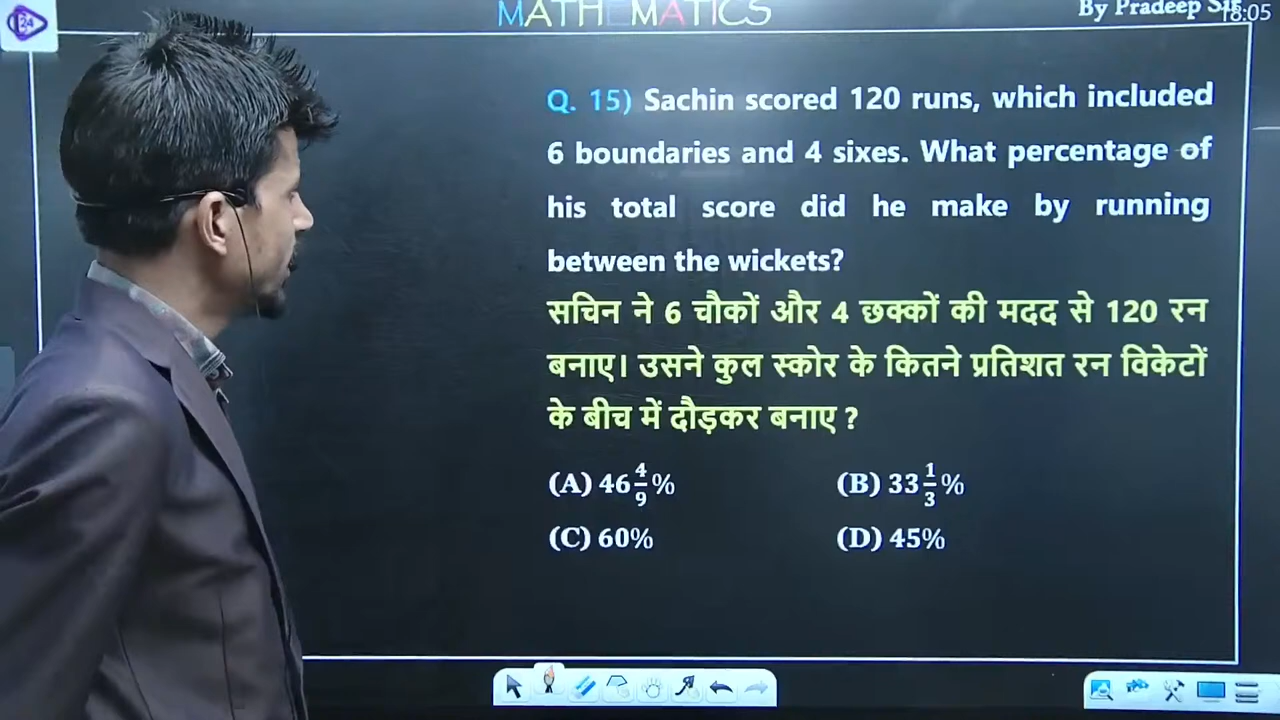 MATHEMATICS
By Pradeep Sir
18:05
24
Q. 15) Sachin scored 120 runs, which included
6 boundaries and 4 sixes. What percentage of
his total score did he make by running
between the wickets?
सचिन ने 6 चौकों और 4 छक्कों की मदद से 120 रन
बनाए। उसने कुल स्कोर के कितने प्रतिशत रन विकेटों
के बीच में दौड़कर बनाए ?
(A) 46 4/9 % (B) 33 1/3 %
(C) 60% (D) 45%